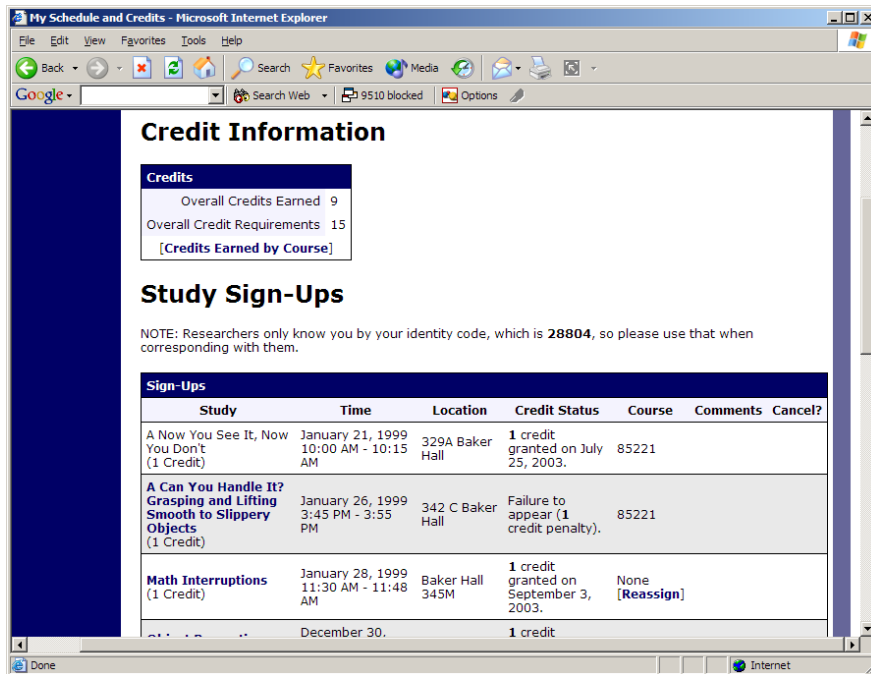 My Schedule and Credits - Microsoft Internet Explorer
File Edit View Favorites Tools Help
Back Search Favorites Media
Google Search Web 9510 blocked Options
Credit Information
Credits
Overall Credits Earned 9
Overall Credit Requirements 15
[Credits Earned by Course]
Study Sign-Ups
NOTE: Researchers only know you by your identity code, which is 28804, so please use that when
corresponding with them.
Sign-Ups
Study Time Location Credit Status Course Comments Cancel?
A Now You See It, Now
You Don't
(1 Credit)
January 21, 1999
10:00 AM - 10:15
AM
329A Baker
Hall
1 credit
granted on July
25, 2003.
85221
A Can You Handle It?
Grasping and Lifting
Smooth to Slippery
Objects
(1 Credit)
January 26, 1999
3:45 PM - 3:55
PM
342 C Baker
Hall
Failure to
appear (1
credit penalty).
85221
Math Interruptions
(1 Credit)
January 28, 1999
11:30 AM - 11:48
AM
Baker Hall
345M
1 credit
granted on
September 3,
2003.
None
[Reassign]
December 30,
1 credit
Done
Internet